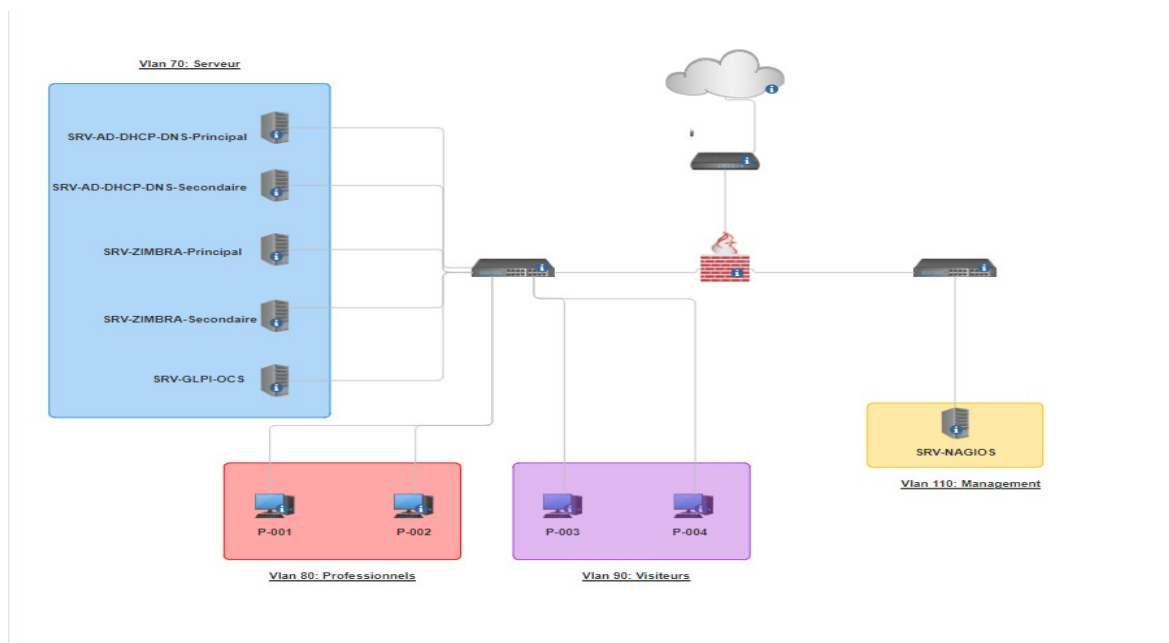 Vlan 70: Serveur
SRV-AD-DHCP-DNS-Principal
SRV-AD-DHCP-DNS-Secondaire
SRV-ZIMBRA-Principal
SRV-ZIMBRA-Secondaire
SRV-GLPI-OCS
SRV-NAGIOS
Vlan 110: Management
P-001
P-002
P-003
P-004
Vlan 80: Professionnels
Vlan 90: Visiteurs